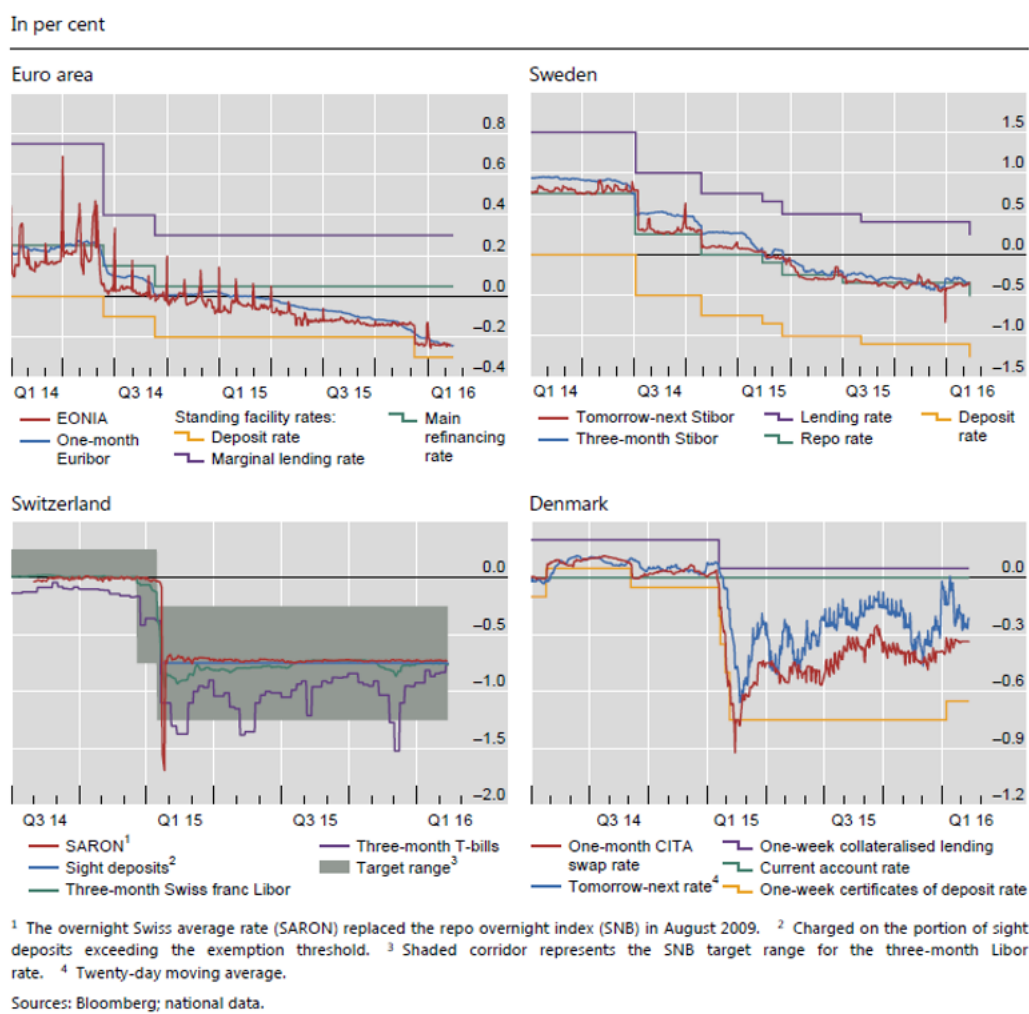 In per cent
Euro area
0.8
0.6
0.4
0.2
0.0
–0.2
–0.4
Q1 14 Q3 14 Q1 15 Q3 15 Q1 16
EONIA
One-month
Euribor
Standing facility rates:
Deposit rate
Marginal lending rate
Main
refinancing
rate
Sweden
1.5
1.0
0.5
0.0
–0.5
–1.0
–1.5
Q1 14 Q3 14 Q1 15 Q3 15 Q1 16
Tomorrow-next Stibor
Three-month Stibor
Lending rate
Repo rate
Deposit
rate
Switzerland
0.0
–0.5
–1.0
–1.5
–2.0
Q3 14 Q1 15 Q3 15 Q1 16
SARON¹
Sight deposits²
Three-month Swiss franc Libor
Three-month T-bills
Target range³
Denmark
0.0
–0.3
–0.6
–0.9
–1.2
Q3 14 Q1 15 Q3 15 Q1 16
One-month CITA
swap rate
Tomorrow-next rate⁴
One-week collateralised lending
Current account rate
One-week certificates of deposit rate
¹ The overnight Swiss average rate (SARON) replaced the repo overnight index (SNB) in August 2009. ² Charged on the portion of sight
deposits exceeding the exemption threshold. ³ Shaded corridor represents the SNB target range for the three-month Libor
rate. ⁴ Twenty-day moving average.
Sources: Bloomberg; national data.